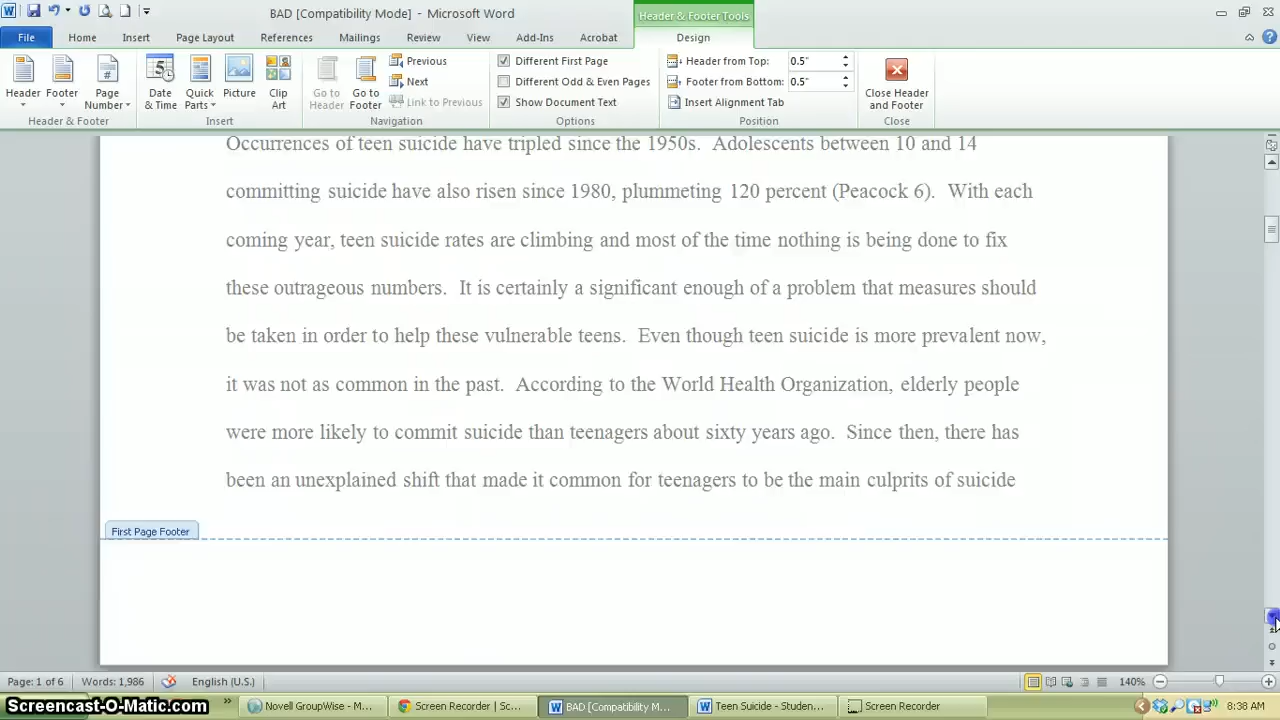 BAD [Compatibility Mode] - Microsoft Word
Header & Footer Tools
File Home Insert Page Layout References Mailings Review View Add-Ins Acrobat Design
Header Footer Page Number
Date & Time Quick Parts Picture Clip Art
Go to Header Go to Footer
Previous
Next
Link to Previous
Different First Page
Different Odd & Even Pages
Show Document Text
Header from Top: 0.5"
Footer from Bottom: 0.5"
Insert Alignment Tab
Close Header and Footer
Header & Footer Insert Navigation Options Position Close
Occurrences of teen suicide have tripled since the 1950s. Adolescents between 10 and 14
committing suicide have also risen since 1980, plummeting 120 percent (Peacock 6). With each
coming year, teen suicide rates are climbing and most of the time nothing is being done to fix
these outrageous numbers. It is certainly a significant enough of a problem that measures should
be taken in order to help these vulnerable teens. Even though teen suicide is more prevalent now,
it was not as common in the past. According to the World Health Organization, elderly people
were more likely to commit suicide than teenagers about sixty years ago. Since then, there has
been an unexplained shift that made it common for teenagers to be the main culprits of suicide
First Page Footer
Page: 1 of 6 Words: 1,986 English (U.S.) 140%
Screencast-O-Matic.com Novell GroupWise - M... Screen Recorder | Sc... BAD [Compatibility M... Teen Suicide - Studen... Screen Recorder 8:38 AM